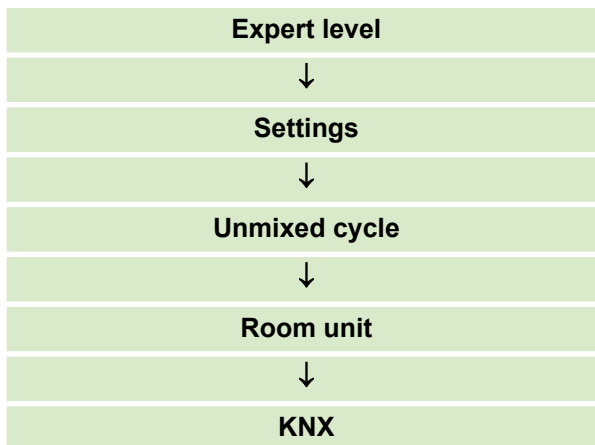 Expert level
↓
Settings
↓
Unmixed cycle
↓
Room unit
↓
KNX